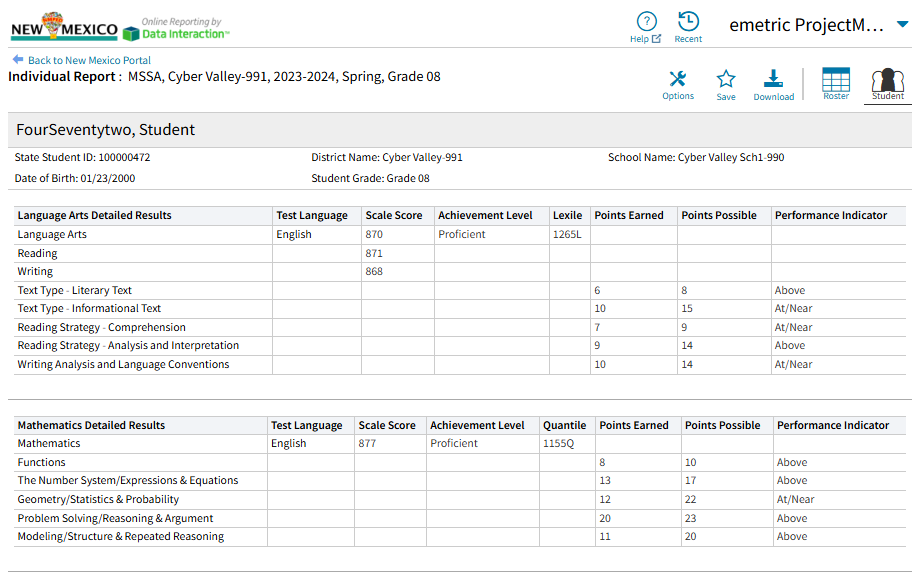 NEW MEXICO Online Reporting by Data Interaction™
Help Recent emetric ProjectM...
Back to New Mexico Portal
Individual Report : MSSA, Cyber Valley-991, 2023-2024, Spring, Grade 08
Options Save Download Roster Student
FourSeventytwo, Student
State Student ID: 100000472 District Name: Cyber Valley-991 School Name: Cyber Valley Sch1-990
Date of Birth: 01/23/2000 Student Grade: Grade 08
Language Arts Detailed Results Test Language Scale Score Achievement Level Lexile Points Earned Points Possible Performance Indicator
Language Arts English 870 Proficient 1265L
Reading 871
Writing 868
Text Type - Literary Text 6 8 Above
Text Type - Informational Text 10 15 At/Near
Reading Strategy - Comprehension 7 9 At/Near
Reading Strategy - Analysis and Interpretation 9 14 Above
Writing Analysis and Language Conventions 10 14 At/Near
Mathematics Detailed Results Test Language Scale Score Achievement Level Quantile Points Earned Points Possible Performance Indicator
Mathematics English 877 Proficient 1155Q
Functions 8 10 Above
The Number System/Expressions & Equations 13 17 Above
Geometry/Statistics & Probability 12 22 At/Near
Problem Solving/Reasoning & Argument 20 23 Above
Modeling/Structure & Repeated Reasoning 11 20 Above